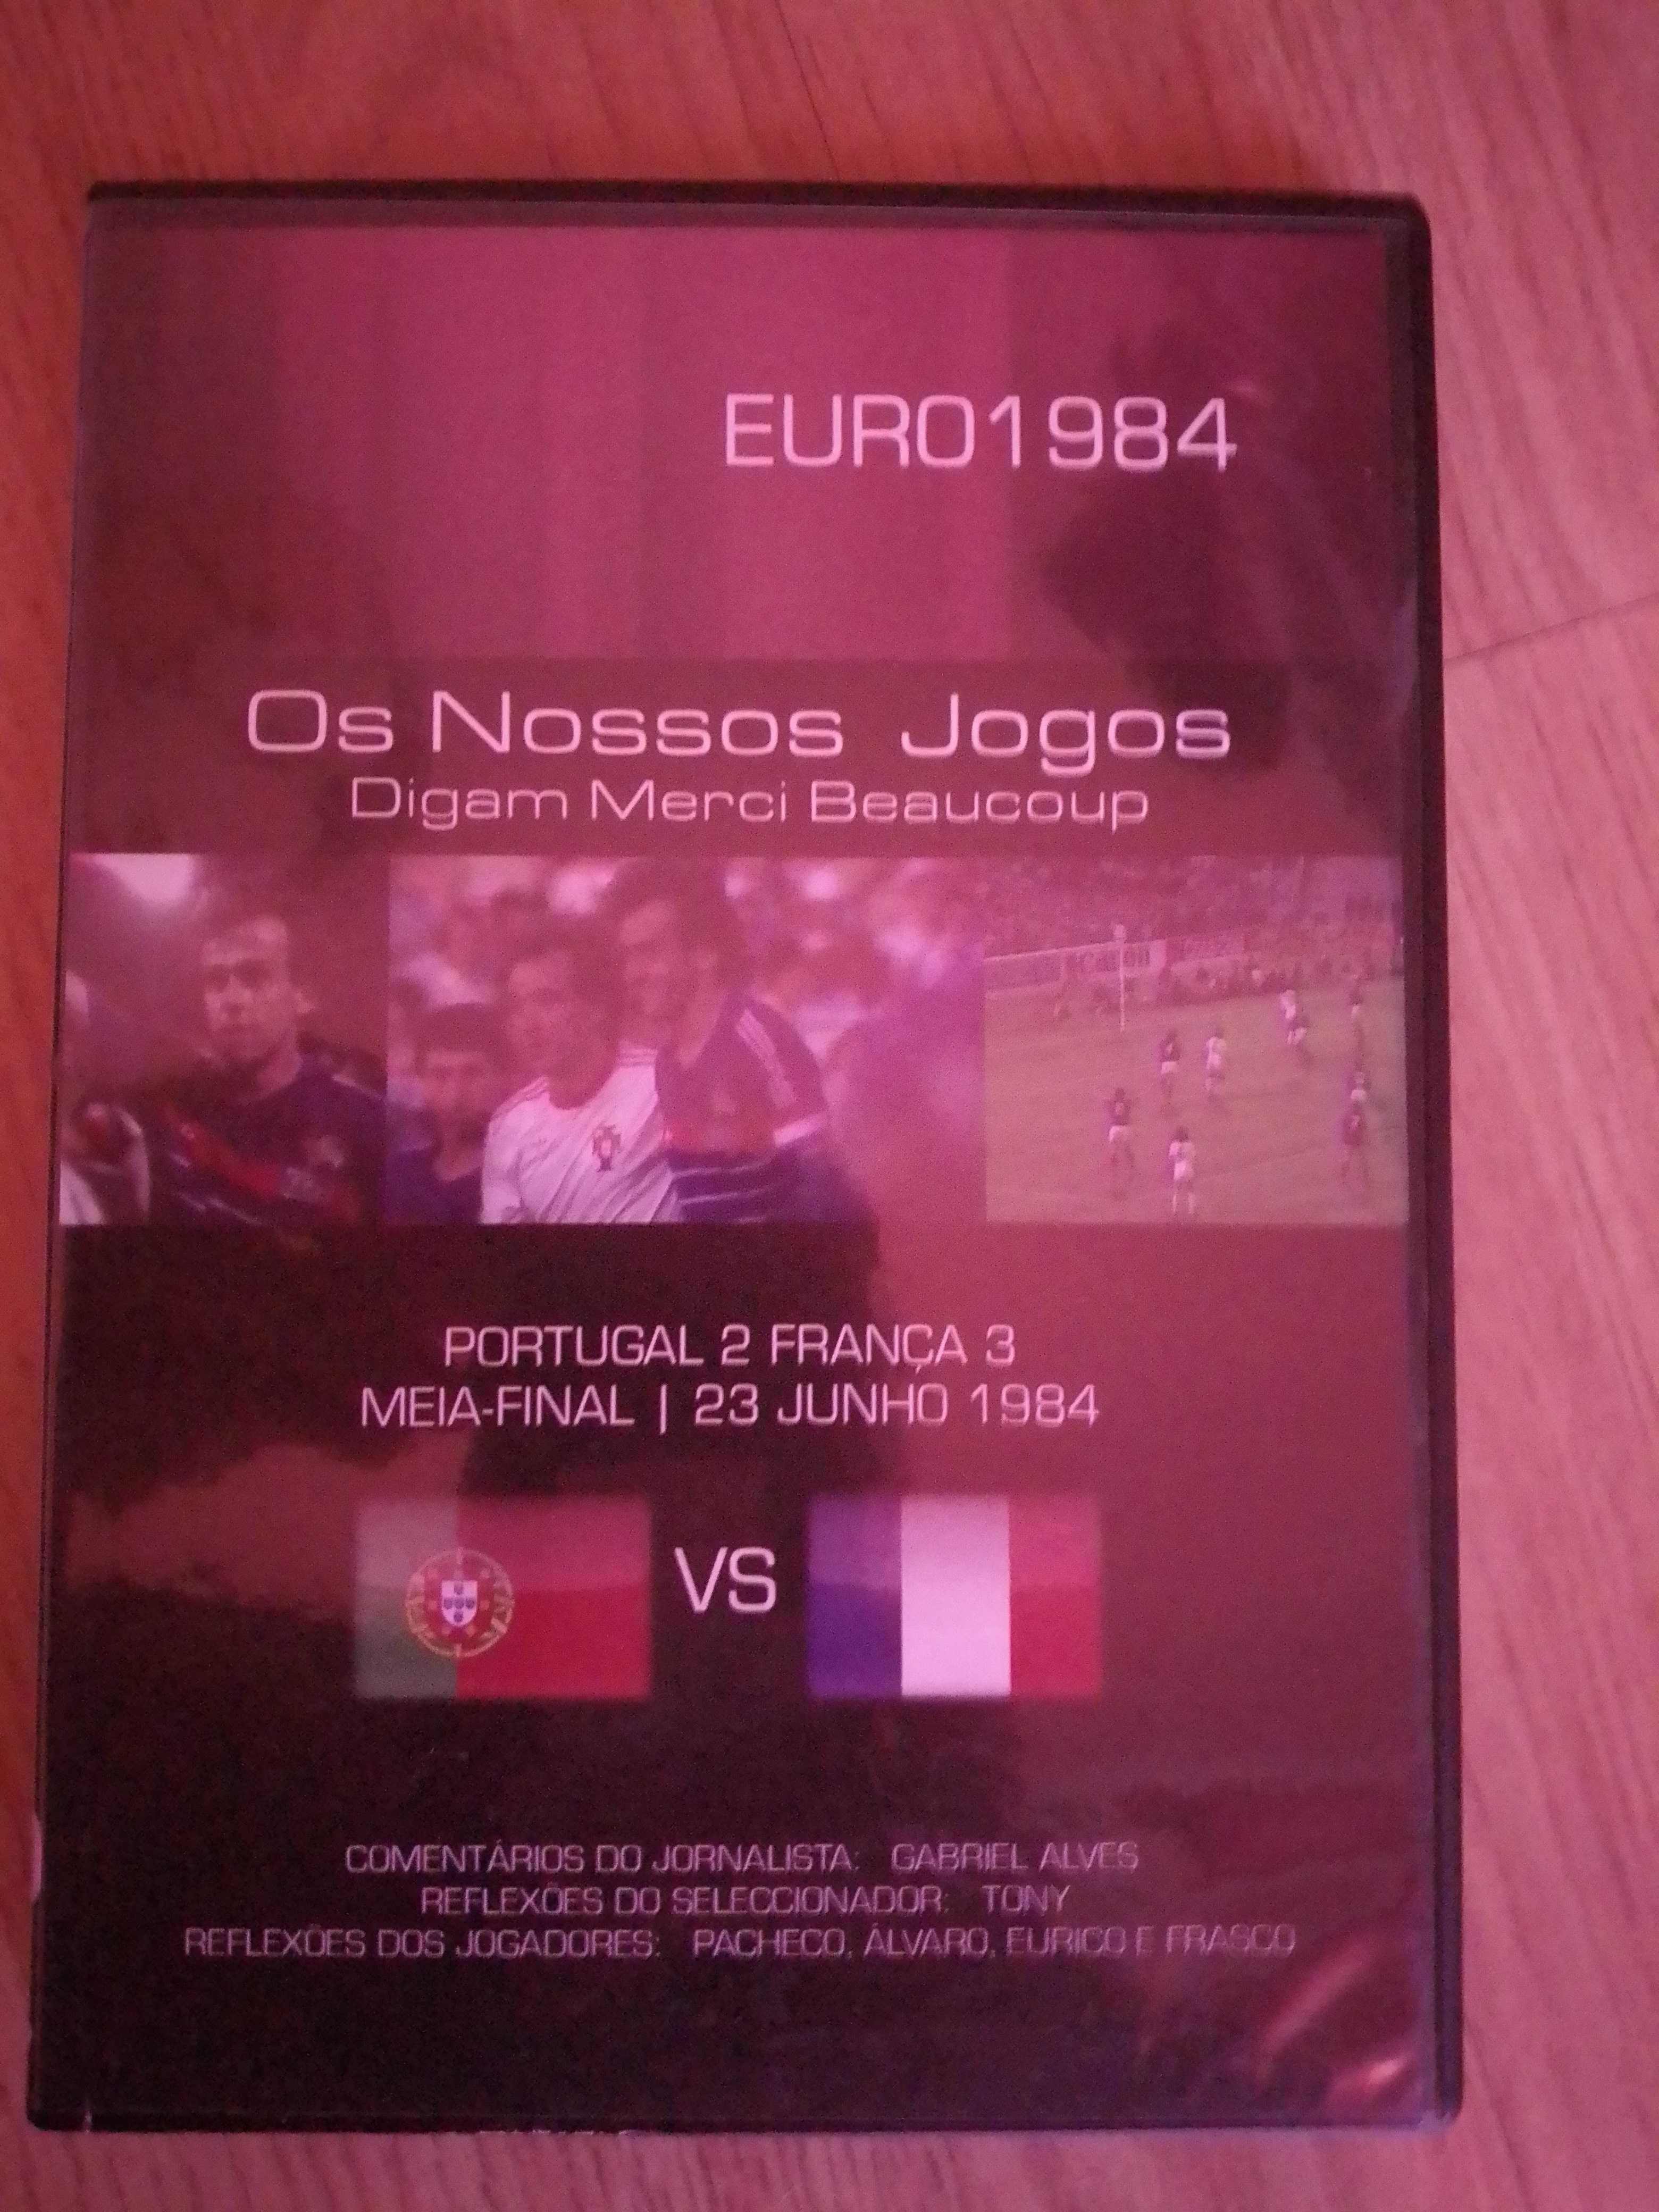 EURO1984
Os Nossos Jogos
Digam Merci Beaucoup
Canon
PORTUGAL 2 FRANÇA 3
MEIA-FINAL | 23 JUNHO 1984
VS
COMENTÁRIOS DO JORNALISTA: GABRIEL ALVES
REFLEXÕES DO SELECCIONADOR: TONY
REFLEXÕES DOS JOGADORES: PACHECO, ÁLVARO, EURICO E FRASCO